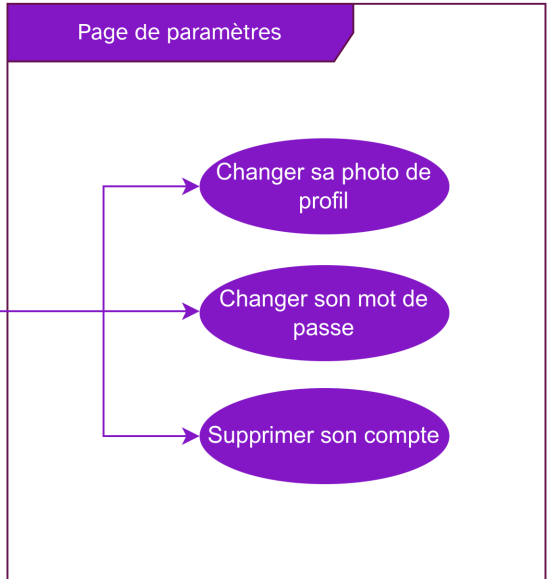 Page de paramètres
Changer sa photo de
profil
Changer son mot de
passe
Supprimer son compte